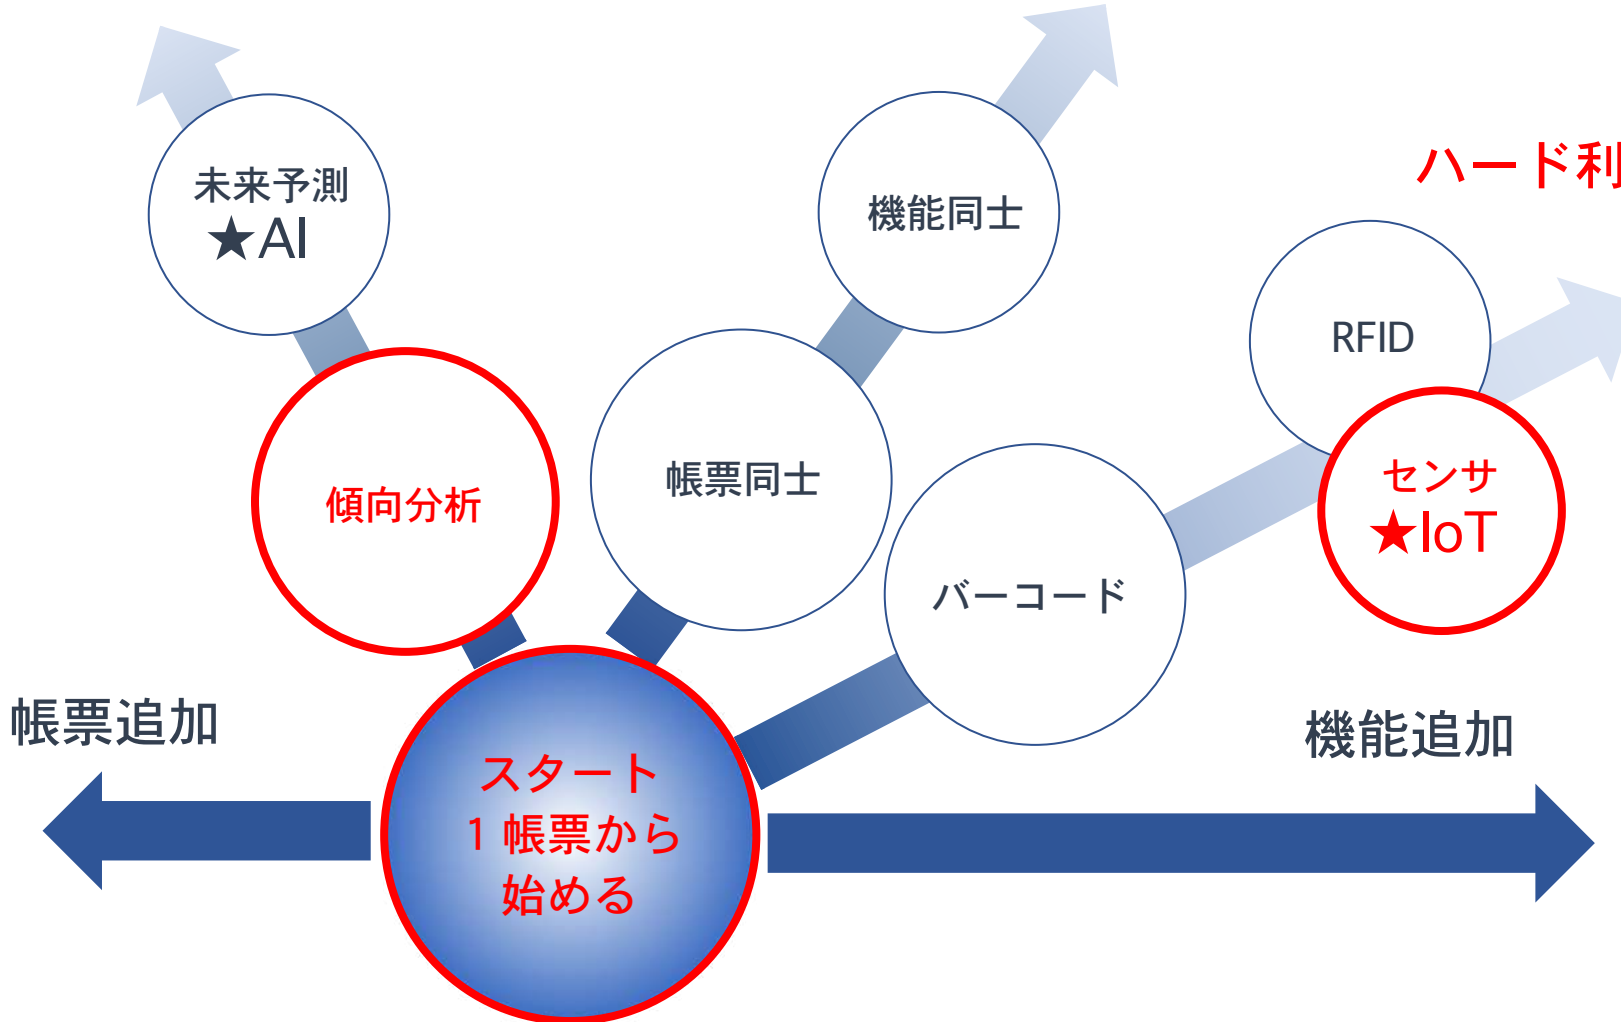 未来予測
★AI
機能同士
ハード利
RFID
傾向分析
帳票同士
センサ
★IoT
バーコード
帳票追加
機能追加
スタート
1 帳票から
始める